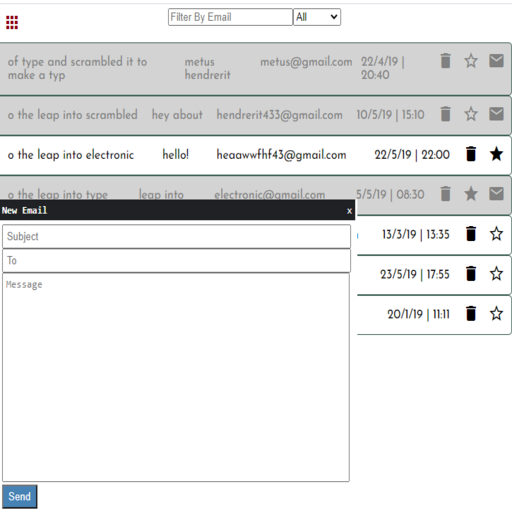 Filter By Email All
of type and scrambled it to metus metus@gmail.com 22/4/19 |
make a typ hendrerit 20:40
o the leap into scrambled hey about hendrerit433@gmail.com 10/5/19 | 15:10
o the leap into electronic hello! heaawwfhf43@gmail.com 22/5/19 | 22:00
o the leap into type leap into electronic@gmail.com 5/5/19 | 08:30
New Email x
Subject
13/3/19 | 13:35
To
23/5/19 | 17:55
Message
20/1/19 | 11:11
Send